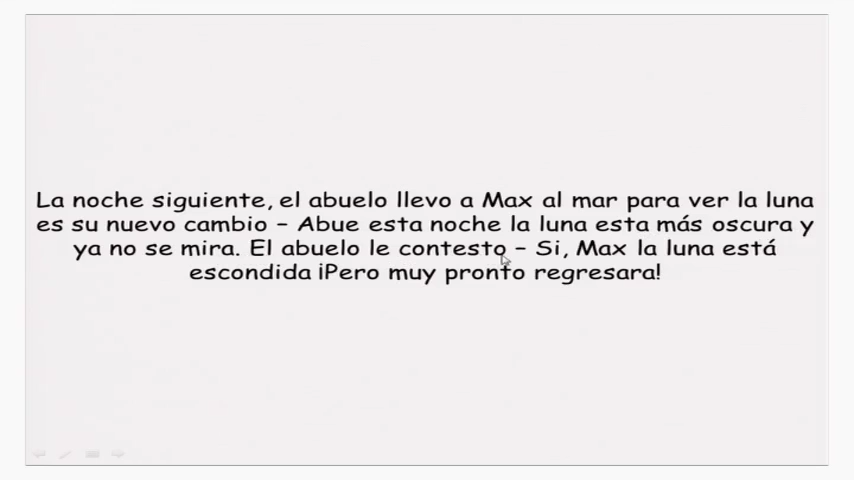 La noche siguiente, el abuelo llevo a Max al mar para ver la luna
es su nuevo cambio – Abue esta noche la luna esta más oscura y
ya no se mira. El abuelo le contesto – Si, Max la luna está
escondida ¡Pero muy pronto regresara!